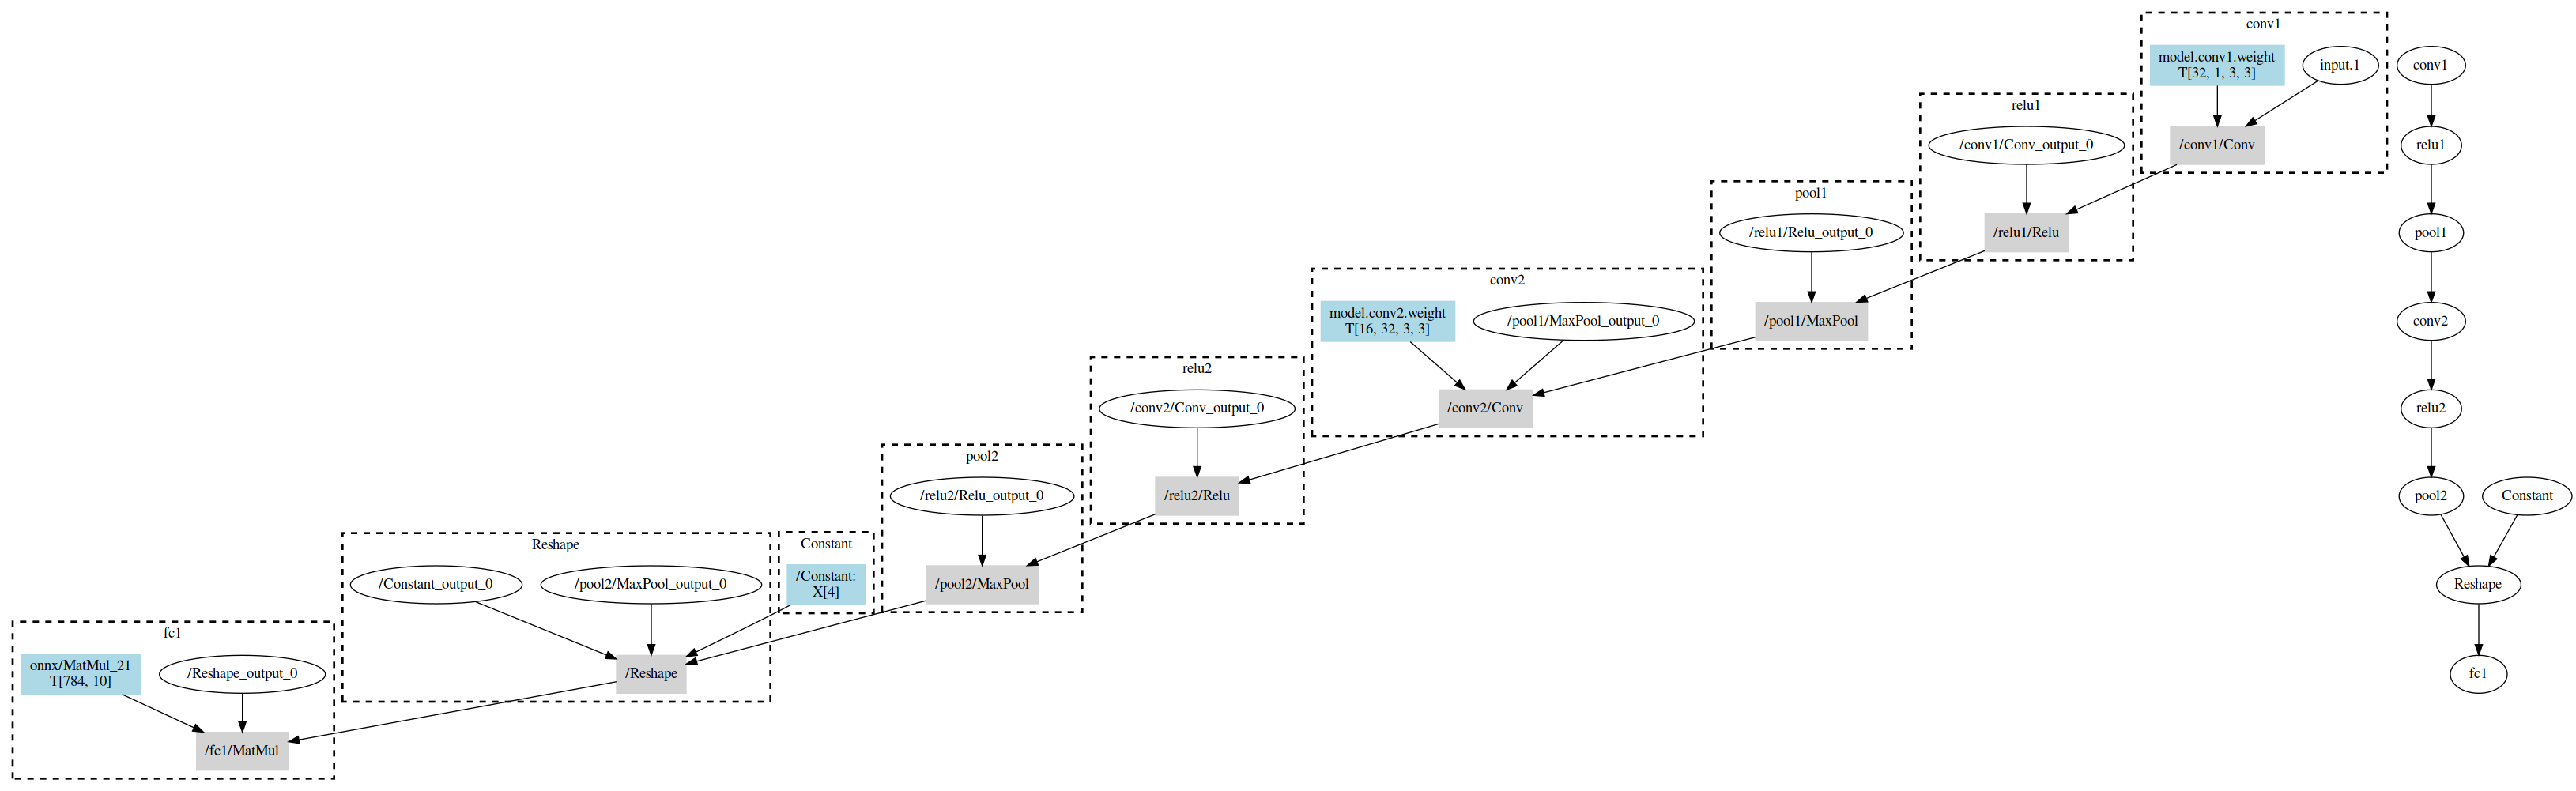 conv1
model.conv1.weight
T[32, 1, 3, 3]
input.1
/conv1/Conv
relu1
/conv1/Conv_output_0
/relu1/Relu
pool1
/relu1/Relu_output_0
/pool1/MaxPool
conv2
model.conv2.weight
T[16, 32, 3, 3]
/pool1/MaxPool_output_0
/conv2/Conv
relu2
/conv2/Conv_output_0
/relu2/Relu
pool2
/relu2/Relu_output_0
/pool2/MaxPool
Constant
/Constant:
X[4]
Reshape
/Constant_output_0
/pool2/MaxPool_output_0
/Reshape
fc1
onnx/MatMul_21
T[784, 10]
/Reshape_output_0
/fc1/MatMul
conv1
relu1
pool1
conv2
relu2
pool2
Constant
Reshape
fc1